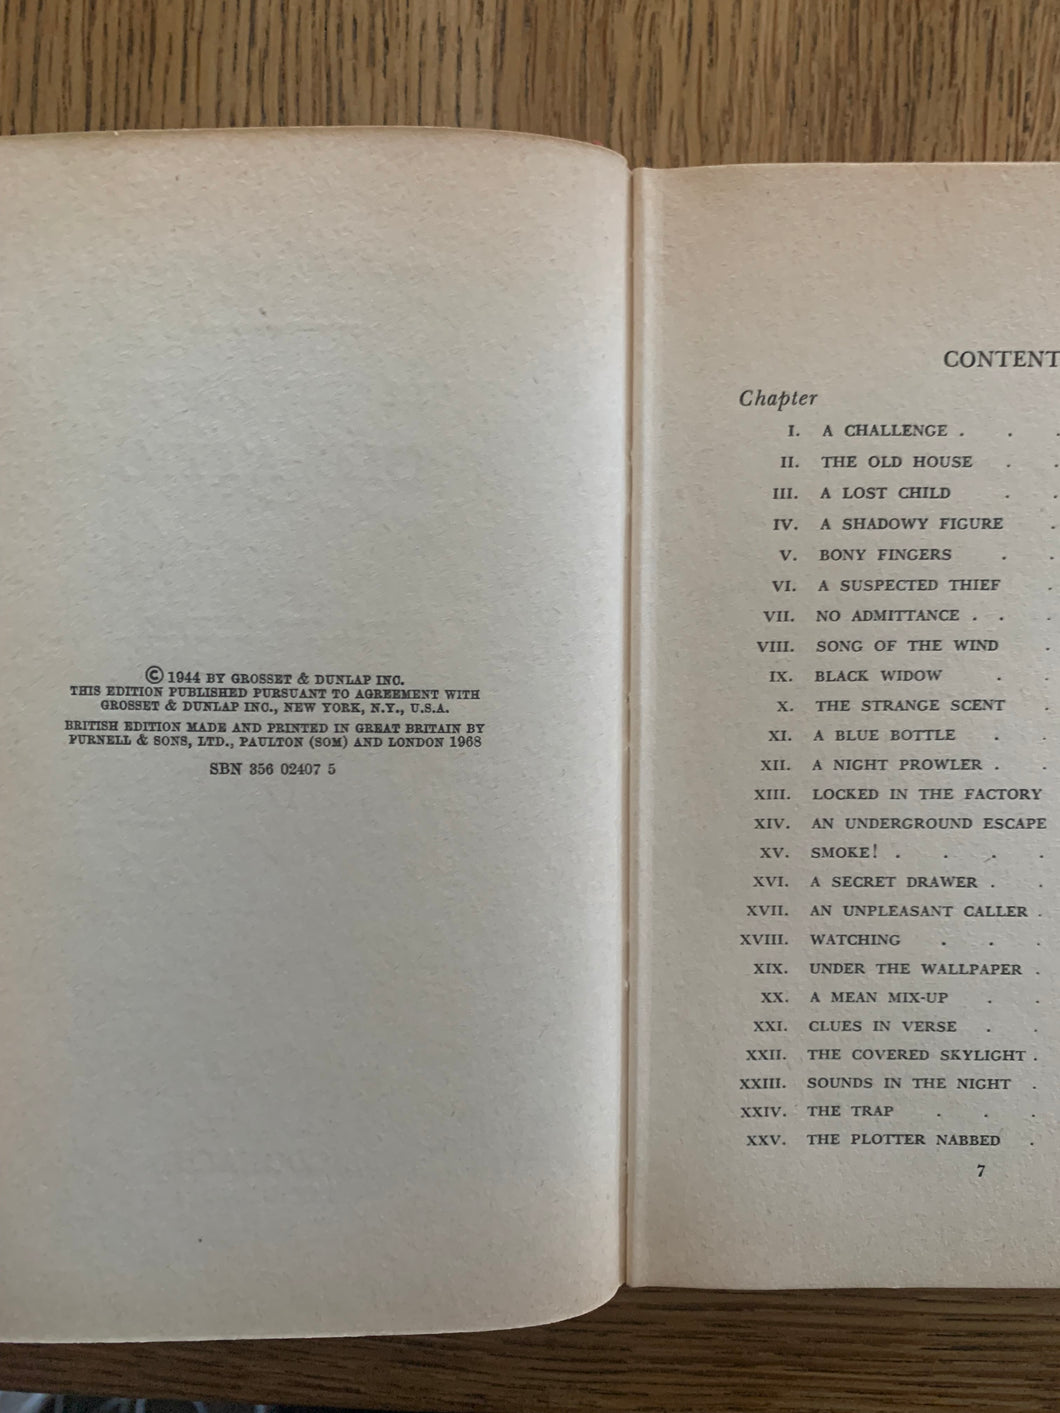 © 1944 BY GROSSET & DUNLAP INC.
THIS EDITION PUBLISHED PURSUANT TO AGREEMENT WITH
GROSSET & DUNLAP INC., NEW YORK, N.Y., U.S.A.
BRITISH EDITION MADE AND PRINTED IN GREAT BRITAIN BY
PURNELL & SONS, LTD., PAULTON (SOM) AND LONDON 1968
SBN 356 02407 5
CONTENT
Chapter
I. A CHALLENGE . . .
II. THE OLD HOUSE . .
III. A LOST CHILD . .
IV. A SHADOWY FIGURE .
V. BONY FINGERS . .
VI. A SUSPECTED THIEF .
VII. NO ADMITTANCE . . .
VIII. SONG OF THE WIND .
IX. BLACK WIDOW . .
X. THE STRANGE SCENT .
XI. A BLUE BOTTLE . .
XII. A NIGHT PROWLER . .
XIII. LOCKED IN THE FACTORY
XIV. AN UNDERGROUND ESCAPE
XV. SMOKE! . . . .
XVI. A SECRET DRAWER . .
XVII. AN UNPLEASANT CALLER .
XVIII. WATCHING . . .
XIX. UNDER THE WALLPAPER .
XX. A MEAN MIX-UP . .
XXI. CLUES IN VERSE . .
XXII. THE COVERED SKYLIGHT .
XXIII. SOUNDS IN THE NIGHT .
XXIV. THE TRAP . . .
XXV. THE PLOTTER NABBED .
7